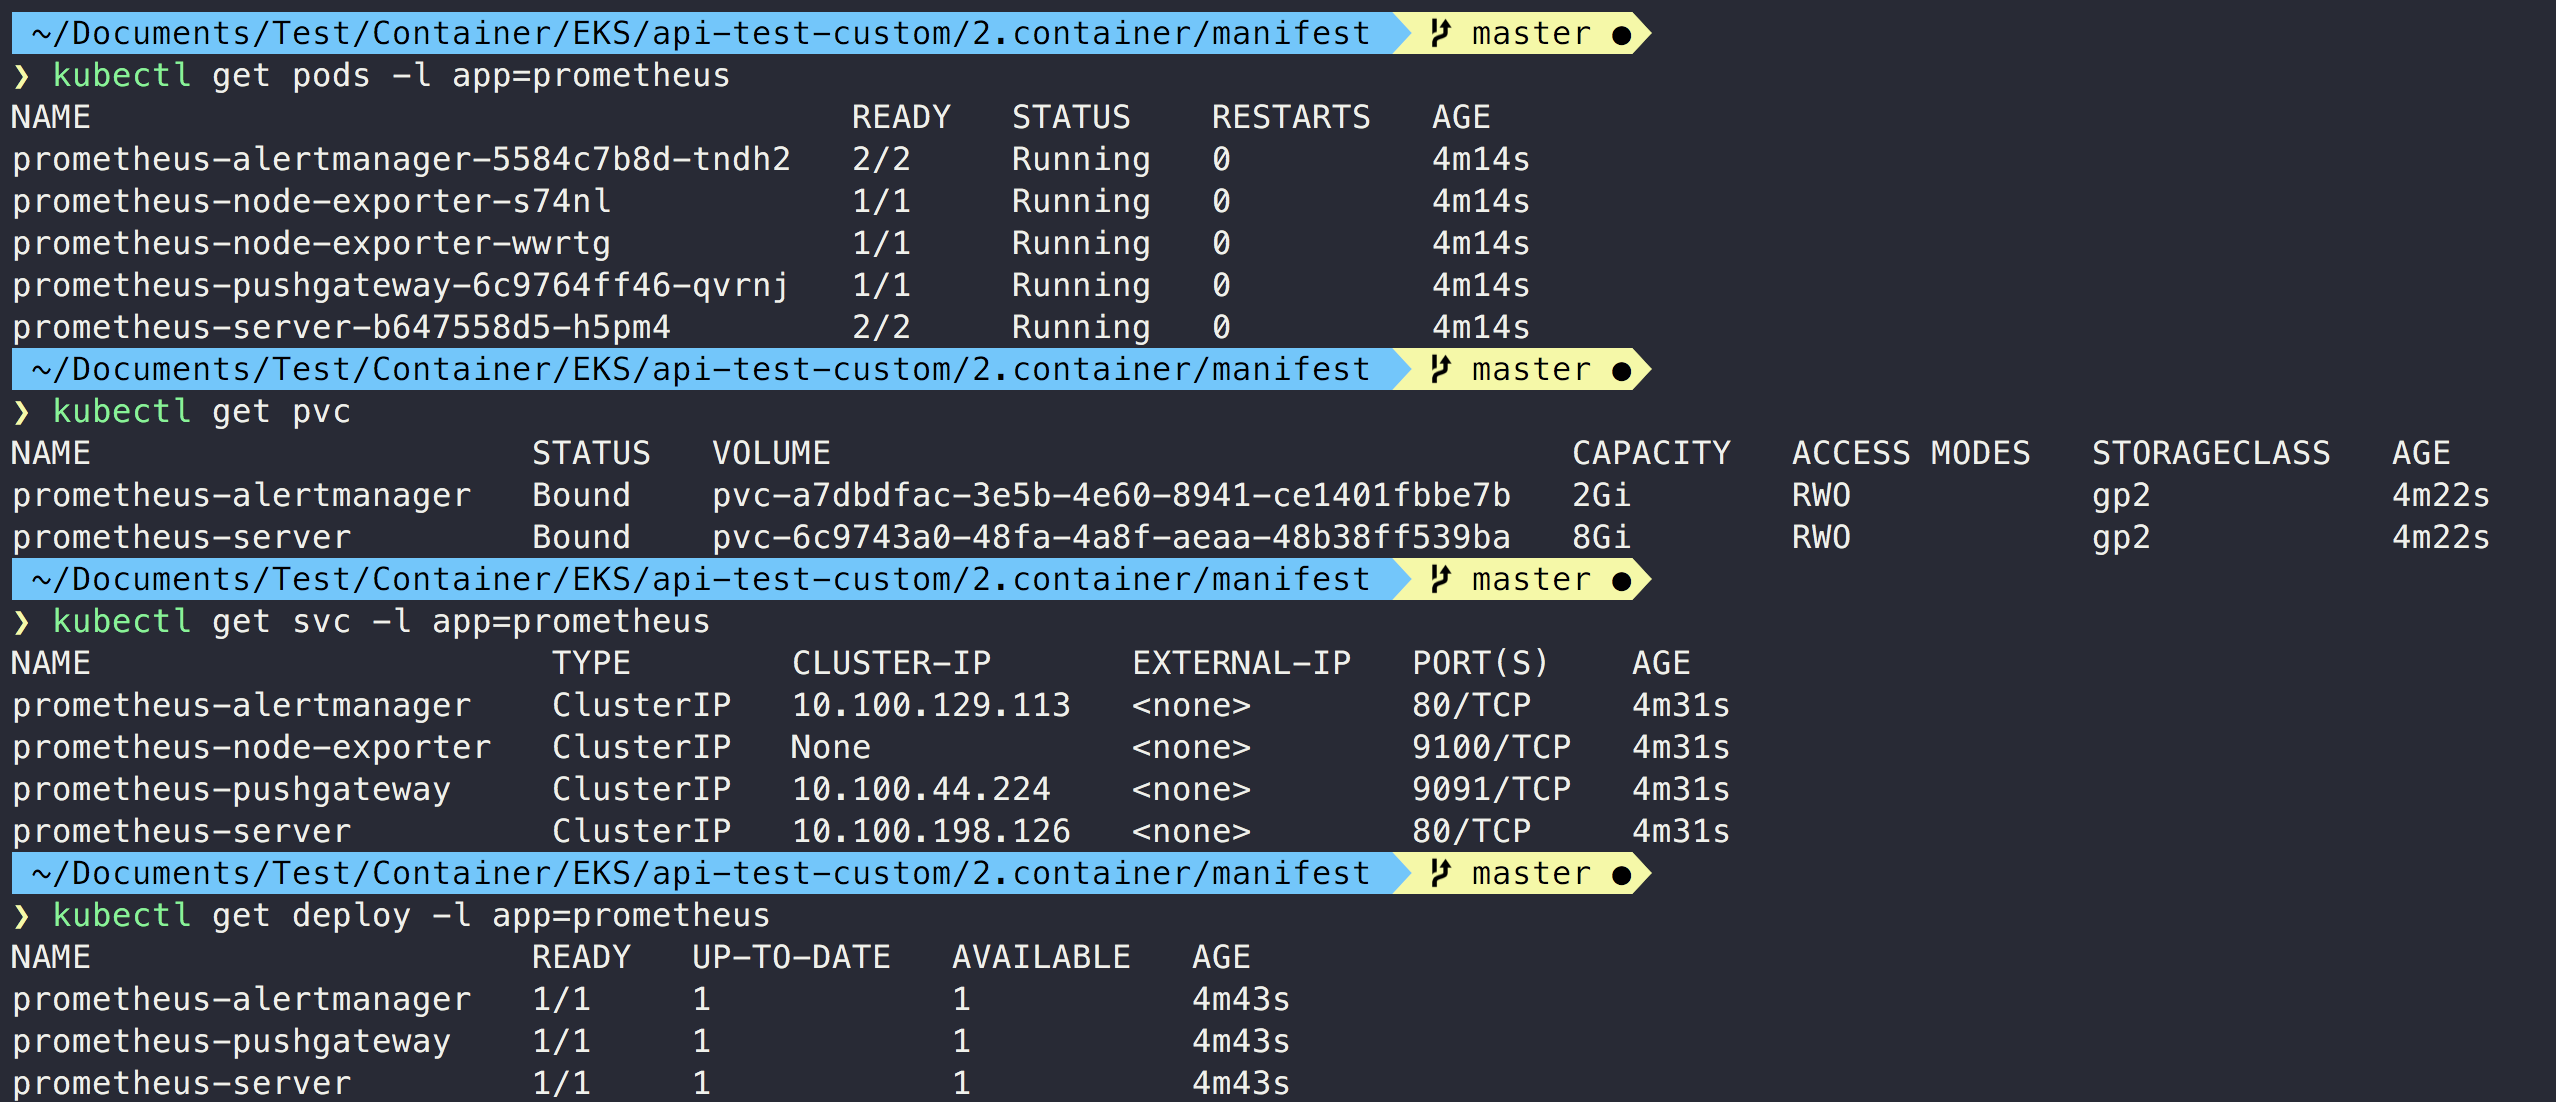 ~/Documents/Test/Container/EKS/api-test-custom/2.container/manifest master ●
❯ kubectl get pods -l app=prometheus
NAME READY STATUS RESTARTS AGE
prometheus-alertmanager-5584c7b8d-tndh2 2/2 Running 0 4m14s
prometheus-node-exporter-s74nl 1/1 Running 0 4m14s
prometheus-node-exporter-wwrtg 1/1 Running 0 4m14s
prometheus-pushgateway-6c9764ff46-qvrnj 1/1 Running 0 4m14s
prometheus-server-b647558d5-h5pm4 2/2 Running 0 4m14s
~/Documents/Test/Container/EKS/api-test-custom/2.container/manifest master ●
❯ kubectl get pvc
NAME STATUS VOLUME CAPACITY ACCESS MODES STORAGECLASS AGE
prometheus-alertmanager Bound pvc-a7dbdfac-3e5b-4e60-8941-ce1401fbbe7b 2Gi RWO gp2 4m22s
prometheus-server Bound pvc-6c9743a0-48fa-4a8f-aeaa-48b38ff539ba 8Gi RWO gp2 4m22s
~/Documents/Test/Container/EKS/api-test-custom/2.container/manifest master ●
❯ kubectl get svc -l app=prometheus
NAME TYPE CLUSTER-IP EXTERNAL-IP PORT(S) AGE
prometheus-alertmanager ClusterIP 10.100.129.113 <none> 80/TCP 4m31s
prometheus-node-exporter ClusterIP None <none> 9100/TCP 4m31s
prometheus-pushgateway ClusterIP 10.100.44.224 <none> 9091/TCP 4m31s
prometheus-server ClusterIP 10.100.198.126 <none> 80/TCP 4m31s
~/Documents/Test/Container/EKS/api-test-custom/2.container/manifest master ●
❯ kubectl get deploy -l app=prometheus
NAME READY UP-TO-DATE AVAILABLE AGE
prometheus-alertmanager 1/1 1 1 4m43s
prometheus-pushgateway 1/1 1 1 4m43s
prometheus-server 1/1 1 1 4m43s